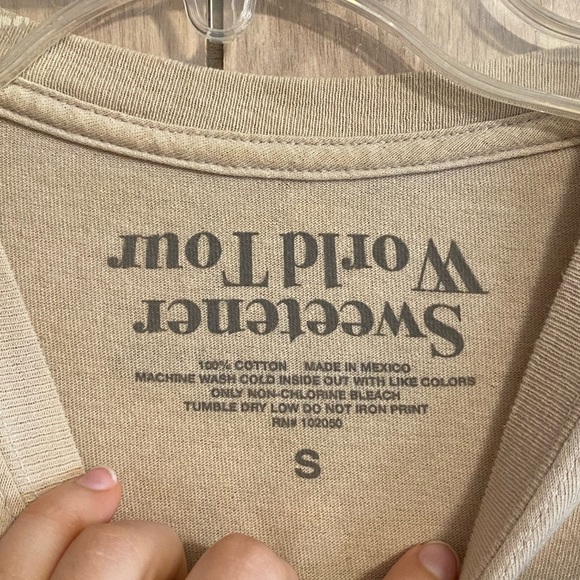 Sweetener
World Tour
100% COTTON MADE IN MEXICO
MACHINE WASH COLD INSIDE OUT WITH LIKE COLORS
ONLY NON-CHLORINE BLEACH
TUMBLE DRY LOW DO NOT IRON PRINT
RN# 102050
S